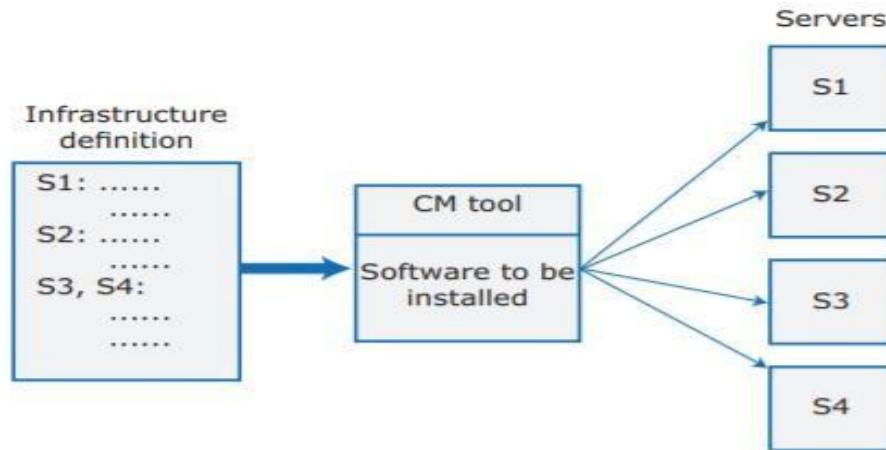 Servers
S1
Infrastructure
definition
S1: ......
......
S2: ......
......
S3, S4:
......
......
CM tool
Software to be
installed
S2
S3
S4